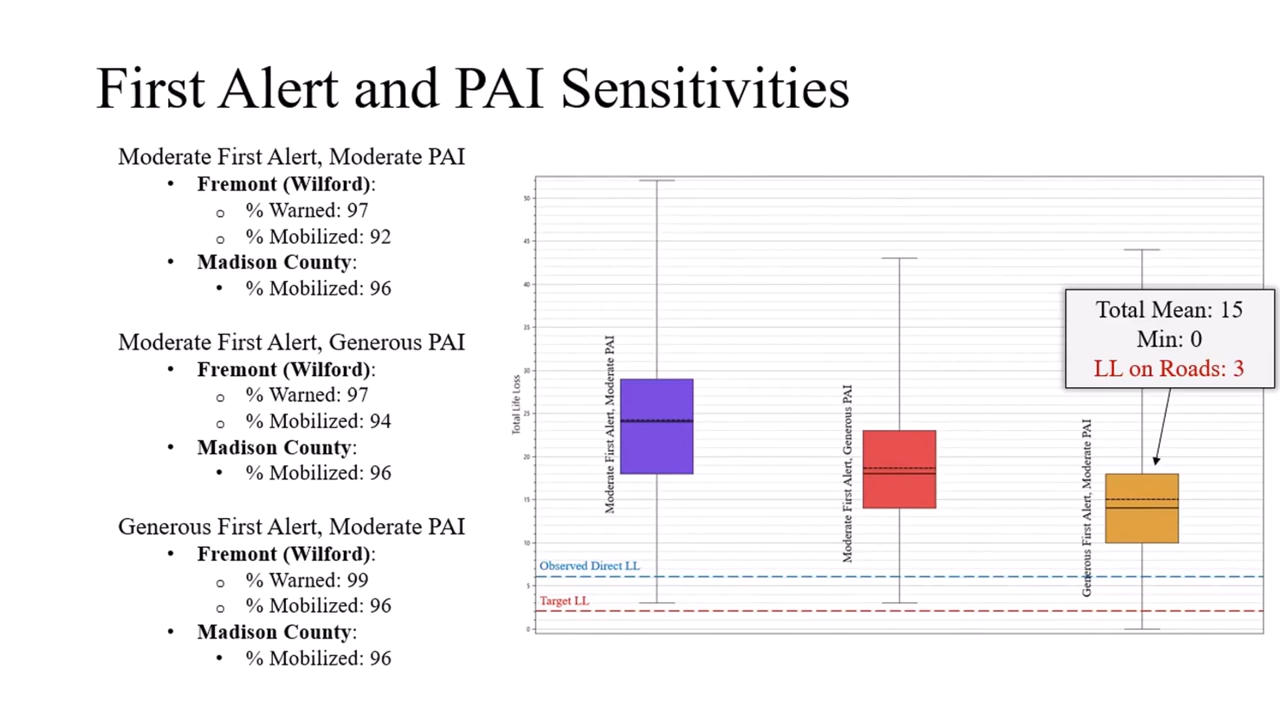 First Alert and PAI Sensitivities
Moderate First Alert, Moderate PAI
• Fremont (Wilford):
o % Warned: 97
o % Mobilized: 92
• Madison County:
• % Mobilized: 96
Moderate First Alert, Generous PAI
• Fremont (Wilford):
o % Warned: 97
o % Mobilized: 94
• Madison County:
• % Mobilized: 96
Generous First Alert, Moderate PAI
• Fremont (Wilford):
o % Warned: 99
o % Mobilized: 96
• Madison County:
• % Mobilized: 96
Total Life Loss
50
45
40
35
30
25
20
15
10
5
0
Moderate First Alert, Moderate PAI
Moderate First Alert, Generous PAI
Generous First Alert, Moderate PAI
Observed Direct LL
Target LL
Total Mean: 15
Min: 0
LL on Roads: 3